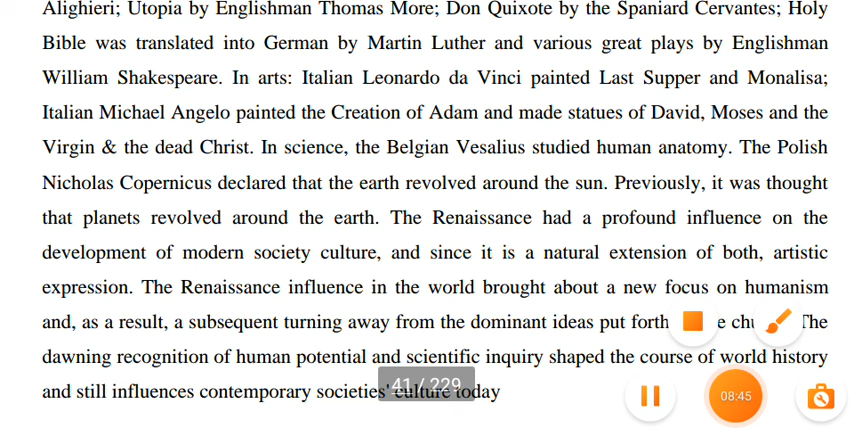 Alighieri; Utopia by Englishman Thomas More; Don Quixote by the Spaniard Cervantes; Holy
Bible was translated into German by Martin Luther and various great plays by Englishman
William Shakespeare. In arts: Italian Leonardo da Vinci painted Last Supper and Monalisa;
Italian Michael Angelo painted the Creation of Adam and made statues of David, Moses and the
Virgin & the dead Christ. In science, the Belgian Vesalius studied human anatomy. The Polish
Nicholas Copernicus declared that the earth revolved around the sun. Previously, it was thought
that planets revolved around the earth. The Renaissance had a profound influence on the
development of modern society culture, and since it is a natural extension of both, artistic
expression. The Renaissance influence in the world brought about a new focus on humanism
and, as a result, a subsequent turning away from the dominant ideas put forth The
dawning recognition of human potential and scientific inquiry shaped the course of world history
and still influences contemporary societies' culture today
41 / 229
08:45